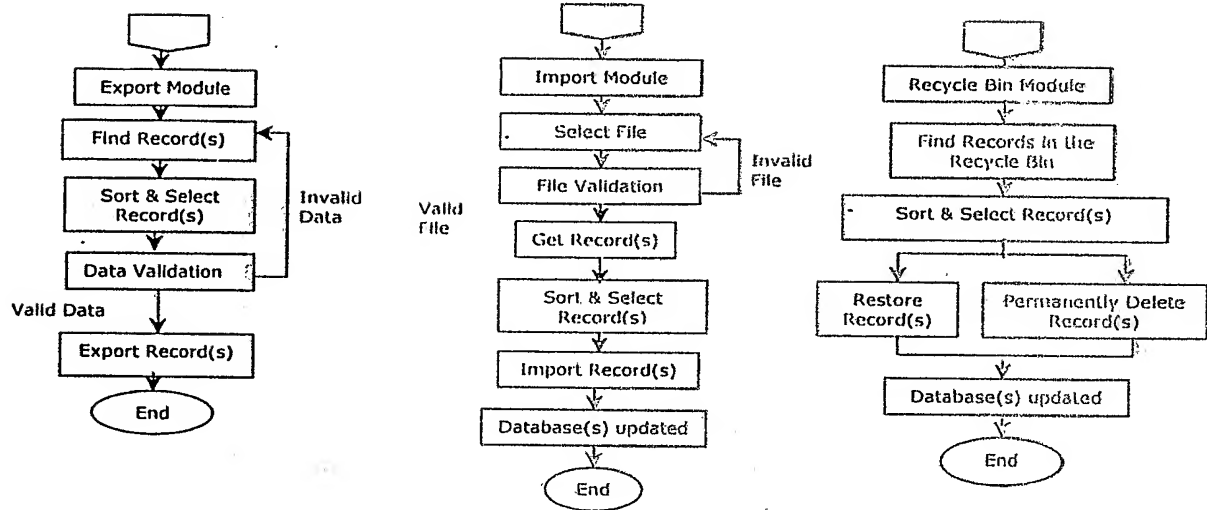 Export Module
Find Record(s)
Sort & Select
Record(s)
Invalid
Data
Data Validation
Valid Data
Export Record(s)
End
Import Module
Select File
Invalid
File
File Validation
Valid
File
Get Record(s)
Sort & Select
Record(s)
Import Record(s)
Database(s) updated
End
Recycle Bin Module
Find Records in the
Recycle Bin
Sort & Select Record(s)
Restore
Record(s)
Permanently Delete
Record(s)
Database(s) updated
End